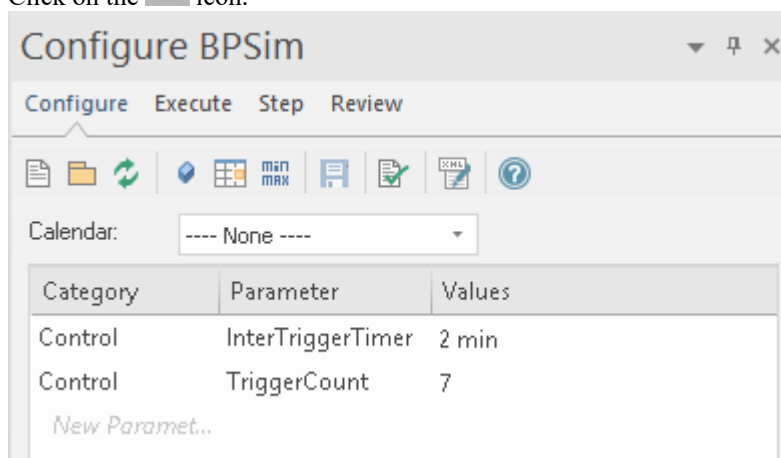 Click on the icon.
Configure BPSim
Configure Execute Step Review
min max XML
Calendar: ---- None ----
Category Parameter Values
Control InterTriggerTimer 2 min
Control TriggerCount 7
New Paramet...